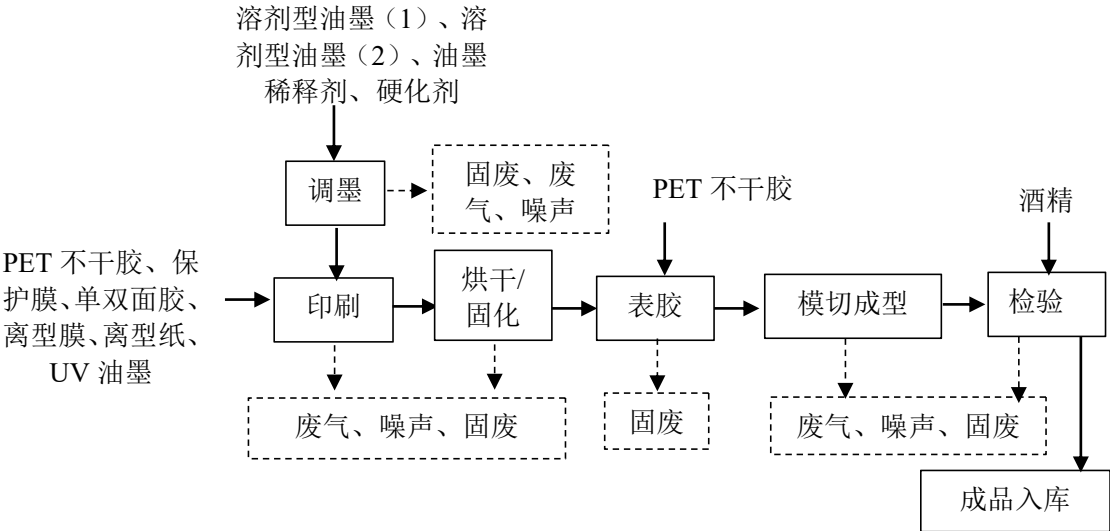 溶剂型油墨（1）、溶
剂型油墨（2）、油墨
稀释剂、硬化剂
调墨
固废、废
气、噪声
PET 不干胶
酒精
PET 不干胶、保
护膜、单双面胶、
离型膜、离型纸、
UV 油墨
印刷
烘干/
固化
表胶
模切成型
检验
废气、噪声、固废
固废
废气、噪声、固废
成品入库